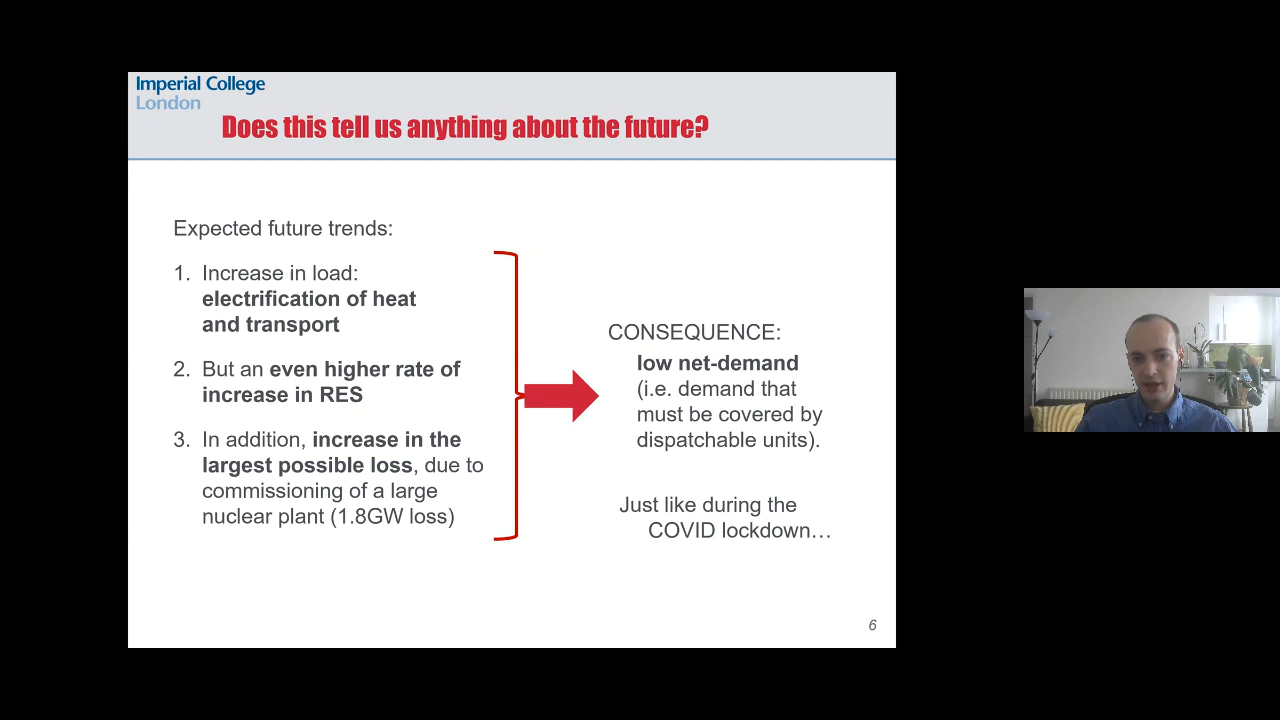 Imperial College
London
Does this tell us anything about the future?
Expected future trends:
1. Increase in load:
electrification of heat
and transport
2. But an even higher rate of
increase in RES
3. In addition, increase in the
largest possible loss, due to
commissioning of a large
nuclear plant (1.8GW loss)
CONSEQUENCE:
low net-demand
(i.e. demand that
must be covered by
dispatchable units).
Just like during the
COVID lockdown…
6